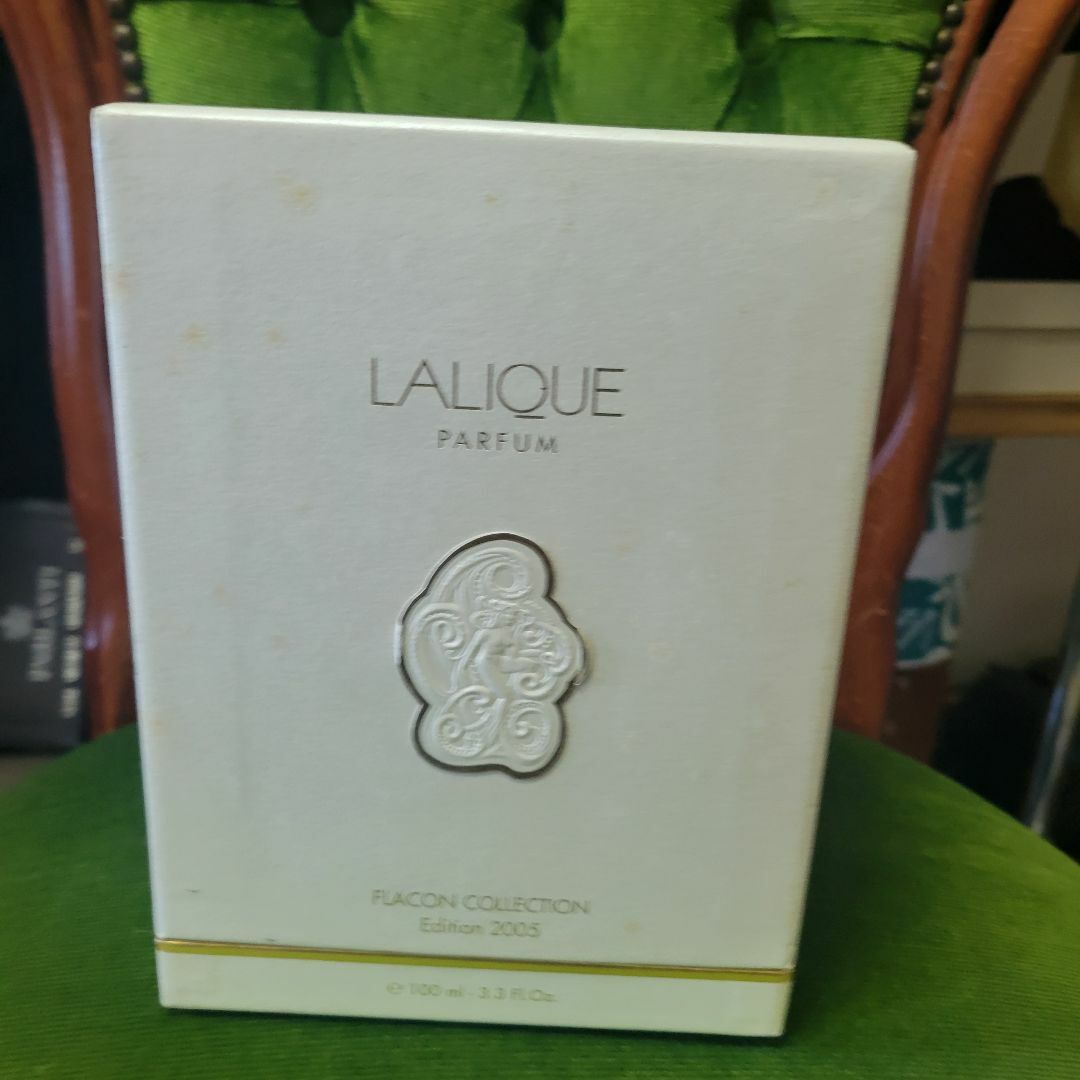 LALIQUE
PARFUM
FLACON COLLECTION
Edition 2005
℮ 100 ml - 3.3 Fl.Oz.